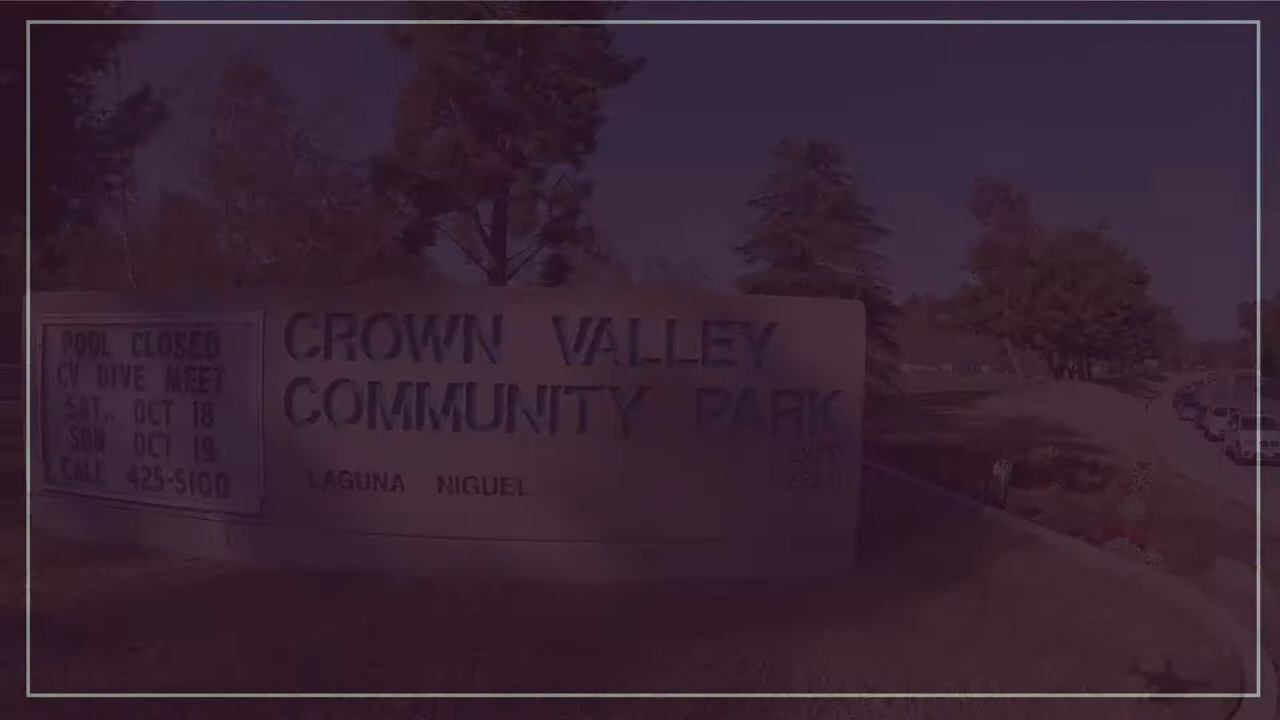 POOL CLOSED
CV DIVE MEET
SAT., OCT 18
SUN. OCT 19
CALL 425-5100
CROWN VALLEY
COMMUNITY PARK
LAGUNA NIGUEL